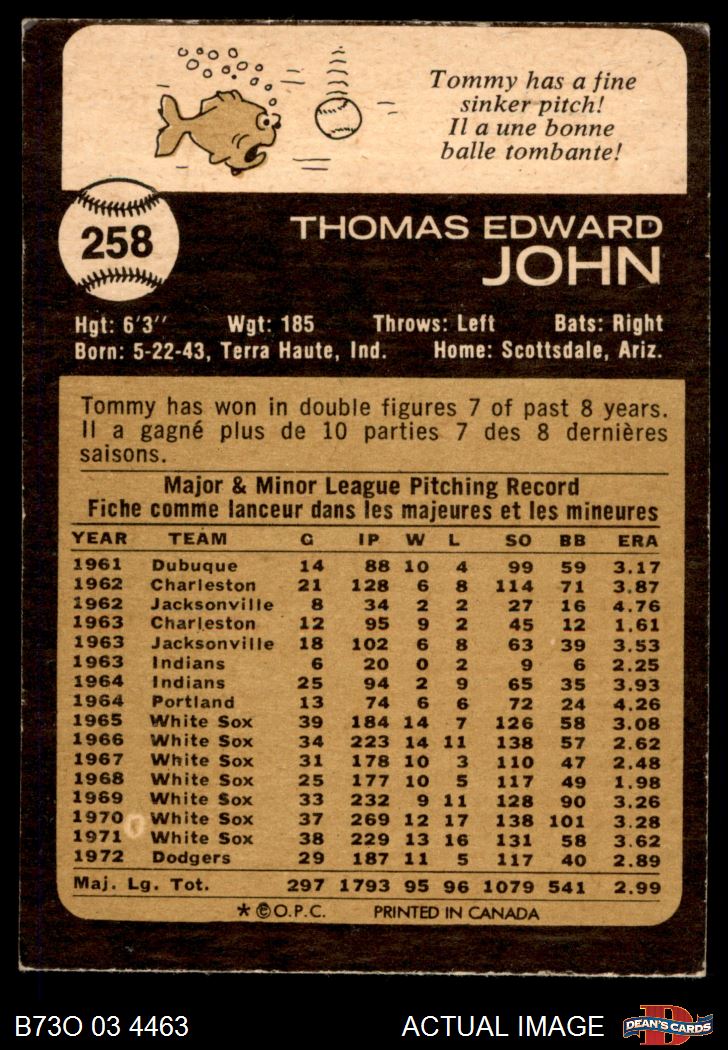 Tommy has a fine
sinker pitch!
Il a une bonne
balle tombante!
258
THOMAS EDWARD
JOHN
Hgt: 6'3'' Wgt: 185 Throws: Left Bats: Right
Born: 5-22-43, Terra Haute, Ind. Home: Scottsdale, Ariz.
Tommy has won in double figures 7 of past 8 years.
Il a gagné plus de 10 parties 7 des 8 dernières
saisons.
Major & Minor League Pitching Record
Fiche comme lanceur dans les majeures et les mineures
YEAR TEAM G IP W L SO BB ERA
1961 Dubuque 14 88 10 4 99 59 3.17
1962 Charleston 21 128 6 8 114 71 3.87
1962 Jacksonville 8 34 2 2 27 16 4.76
1963 Charleston 12 95 9 2 45 12 1.61
1963 Jacksonville 18 102 6 8 63 39 3.53
1963 Indians 6 20 0 2 9 6 2.25
1964 Indians 25 94 2 9 65 35 3.93
1964 Portland 13 74 6 6 72 24 4.26
1965 White Sox 39 184 14 7 126 58 3.08
1966 White Sox 34 223 14 11 138 57 2.62
1967 White Sox 31 178 10 3 110 47 2.48
1968 White Sox 25 177 10 5 117 49 1.98
1969 White Sox 33 232 9 11 128 90 3.26
1970 White Sox 37 269 12 17 138 101 3.28
1971 White Sox 38 229 13 16 131 58 3.62
1972 Dodgers 29 187 11 5 117 40 2.89
Maj. Lg. Tot. 297 1793 95 96 1079 541 2.99
* © O.P.C. PRINTED IN CANADA
B73O 03 4463 ACTUAL IMAGE D DEAN'S CARDS